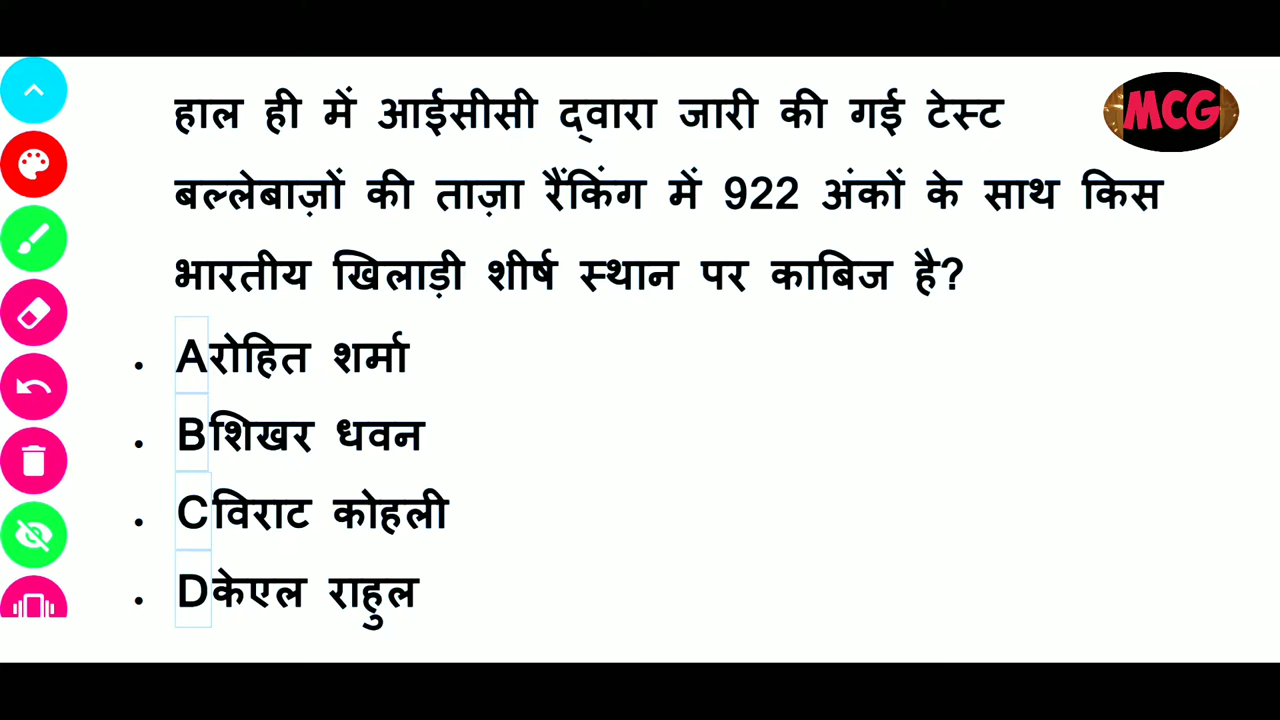 हाल ही में आईसीसी द्वारा जारी की गई टेस्ट
MCG
बल्लेबाज़ों की ताज़ा रैंकिंग में 922 अंकों के साथ किस
भारतीय खिलाड़ी शीर्ष स्थान पर काबिज है?
. Aरोहित शर्मा
. Bशिखर धवन
. Cविराट कोहली
. Dकेएल राहुल